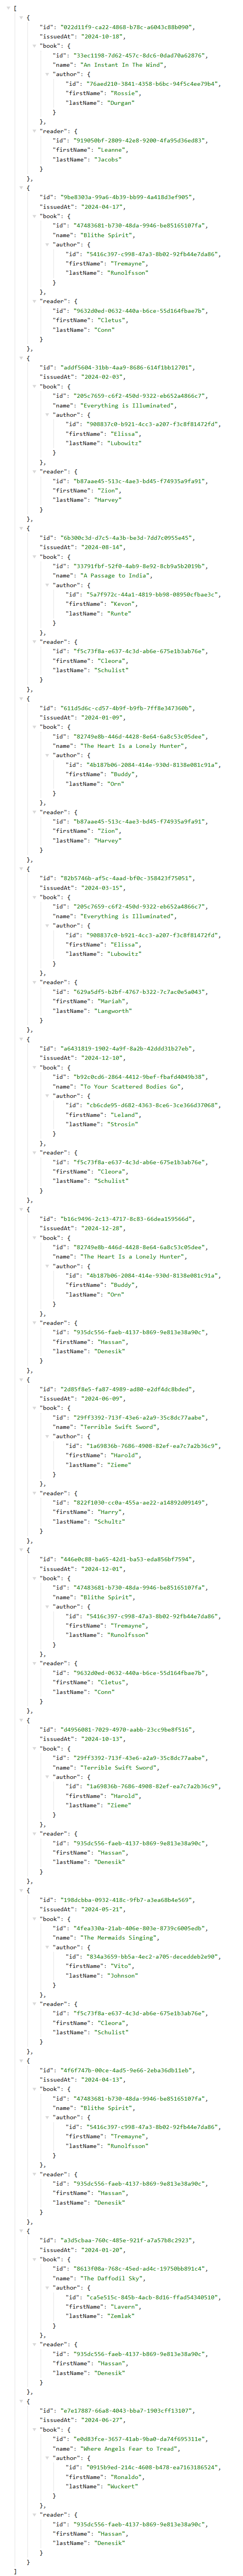 [
{
"id": "022d11f9-ca22-4868-b78c-a6043c88b090",
"issuedAt": "2024-10-18",
"book": {
"id": "33ec1198-7d62-457c-8dc6-0dad70a62876",
"name": "An Instant In The Wind",
"author": {
"id": "76aed210-3841-4358-b6bc-94f5c4ee79b4",
"firstName": "Rossie",
"lastName": "Durgan"
}
},
"reader": {
"id": "919050bf-2809-42e8-9200-4fa95d36ed83",
"firstName": "Leanne",
"lastName": "Jacobs"
}
},
{
"id": "9be8303a-99a6-4b39-bb99-4a418d3ef905",
"issuedAt": "2024-04-17",
"book": {
"id": "47483681-b730-48da-9946-be85165107fa",
"name": "Blithe Spirit",
"author": {
"id": "5416c397-c998-47a3-8b02-92fb44e7da86",
"firstName": "Tremayne",
"lastName": "Runolfsson"
}
},
"reader": {
"id": "9632d0ed-0632-440a-b6ce-55d164fbae7b",
"firstName": "Cletus",
"lastName": "Conn"
}
},
{
"id": "addf5604-31bb-4aa9-8686-614f1bb12701",
"issuedAt": "2024-02-03",
"book": {
"id": "205c7659-c6f2-450d-9322-eb652a4866c7",
"name": "Everything is Illuminated",
"author": {
"id": "908837c0-b921-4cc3-a207-f3c8f81472fd",
"firstName": "Elissa",
"lastName": "Lubowitz"
}
},
"reader": {
"id": "b87aae45-513c-4ae3-bd45-f74935a9fa91",
"firstName": "Zion",
"lastName": "Harvey"
}
},
{
"id": "6b300c3d-d7c5-4a3b-be3d-7dd7c0955e45",
"issuedAt": "2024-08-14",
"book": {
"id": "33791fbf-52f0-4ab9-8e92-8cb9a5b2019b",
"name": "A Passage to India",
"author": {
"id": "5a7f972c-44a1-4819-bb98-08950cfbae3c",
"firstName": "Kevon",
"lastName": "Runte"
}
},
"reader": {
"id": "f5c73f8a-e637-4c3d-ab6e-675e1b3ab76e",
"firstName": "Cleora",
"lastName": "Schulist"
}
},
{
"id": "611d5d6c-cd57-4b9f-b9fb-7ff8e347360b",
"issuedAt": "2024-01-09",
"book": {
"id": "82749e8b-446d-4428-8e64-6a8c53c05dee",
"name": "The Heart Is a Lonely Hunter",
"author": {
"id": "4b187b06-2084-414e-930d-8138e081c91a",
"firstName": "Buddy",
"lastName": "Orn"
}
},
"reader": {
"id": "b87aae45-513c-4ae3-bd45-f74935a9fa91",
"firstName": "Zion",
"lastName": "Harvey"
}
},
{
"id": "82b5746b-af5c-4aad-bf0c-358423f75051",
"issuedAt": "2024-03-15",
"book": {
"id": "205c7659-c6f2-450d-9322-eb652a4866c7",
"name": "Everything is Illuminated",
"author": {
"id": "908837c0-b921-4cc3-a207-f3c8f81472fd",
"firstName": "Elissa",
"lastName": "Lubowitz"
}
},
"reader": {
"id": "629a5df5-b2bf-4767-b322-7c7ac0e5a043",
"firstName": "Mariah",
"lastName": "Langworth"
}
},
{
"id": "a6431819-1902-4a9f-8a2b-42ddd31b27eb",
"issuedAt": "2024-12-10",
"book": {
"id": "b92c0cd6-2864-4412-9bef-fbafd4049b38",
"name": "To Your Scattered Bodies Go",
"author": {
"id": "cb6cde95-d682-4363-8ce6-3ce366d37068",
"firstName": "Leland",
"lastName": "Strosin"
}
},
"reader": {
"id": "f5c73f8a-e637-4c3d-ab6e-675e1b3ab76e",
"firstName": "Cleora",
"lastName": "Schulist"
}
},
{
"id": "b16c9496-2c13-4717-8c83-66dea159566d",
"issuedAt": "2024-12-28",
"book": {
"id": "82749e8b-446d-4428-8e64-6a8c53c05dee",
"name": "The Heart Is a Lonely Hunter",
"author": {
"id": "4b187b06-2084-414e-930d-8138e081c91a",
"firstName": "Buddy",
"lastName": "Orn"
}
},
"reader": {
"id": "935dc556-faeb-4137-b869-9e813e38a90c",
"firstName": "Hassan",
"lastName": "Denesik"
}
},
{
"id": "2d85f8e5-fa87-4989-ad80-e2df4dc8bded",
"issuedAt": "2024-06-09",
"book": {
"id": "29ff3392-713f-43e6-a2a9-35c8dc77aabe",
"name": "Terrible Swift Sword",
"author": {
"id": "1a69836b-7686-4908-82ef-ea7c7a2b36c9",
"firstName": "Harold",
"lastName": "Zieme"
}
},
"reader": {
"id": "822f1030-cc0a-455a-ae22-a14892d09149",
"firstName": "Harry",
"lastName": "Schultz"
}
},
{
"id": "446e0c88-ba65-42d1-ba53-eda856bf7594",
"issuedAt": "2024-12-01",
"book": {
"id": "47483681-b730-48da-9946-be85165107fa",
"name": "Blithe Spirit",
"author": {
"id": "5416c397-c998-47a3-8b02-92fb44e7da86",
"firstName": "Tremayne",
"lastName": "Runolfsson"
}
},
"reader": {
"id": "9632d0ed-0632-440a-b6ce-55d164fbae7b",
"firstName": "Cletus",
"lastName": "Conn"
}
},
{
"id": "d4956081-7029-4970-aabb-23cc9be8f516",
"issuedAt": "2024-10-13",
"book": {
"id": "29ff3392-713f-43e6-a2a9-35c8dc77aabe",
"name": "Terrible Swift Sword",
"author": {
"id": "1a69836b-7686-4908-82ef-ea7c7a2b36c9",
"firstName": "Harold",
"lastName": "Zieme"
}
},
"reader": {
"id": "935dc556-faeb-4137-b869-9e813e38a90c",
"firstName": "Hassan",
"lastName": "Denesik"
}
},
{
"id": "198dcbba-0932-418c-9fb7-a3ea68b4e569",
"issuedAt": "2024-05-21",
"book": {
"id": "4fea330a-21ab-406e-803e-8739c6005edb",
"name": "The Mermaids Singing",
"author": {
"id": "834a3659-bb5a-4ec2-a705-deceddeb2e90",
"firstName": "Vito",
"lastName": "Johnson"
}
},
"reader": {
"id": "f5c73f8a-e637-4c3d-ab6e-675e1b3ab76e",
"firstName": "Cleora",
"lastName": "Schulist"
}
},
{
"id": "4f6f747b-00ce-4ad5-9e66-2eba36db11eb",
"issuedAt": "2024-04-13",
"book": {
"id": "47483681-b730-48da-9946-be85165107fa",
"name": "Blithe Spirit",
"author": {
"id": "5416c397-c998-47a3-8b02-92fb44e7da86",
"firstName": "Tremayne",
"lastName": "Runolfsson"
}
},
"reader": {
"id": "935dc556-faeb-4137-b869-9e813e38a90c",
"firstName": "Hassan",
"lastName": "Denesik"
}
},
{
"id": "a3d5cbaa-760c-485e-921f-a7a57b8c2923",
"issuedAt": "2024-01-20",
"book": {
"id": "8613f08a-768c-45ed-ad4c-19750bb891c4",
"name": "The Daffodil Sky",
"author": {
"id": "ca5e515c-845b-4acb-8d16-ffad54340510",
"firstName": "Lavern",
"lastName": "Zemlak"
}
},
"reader": {
"id": "935dc556-faeb-4137-b869-9e813e38a90c",
"firstName": "Hassan",
"lastName": "Denesik"
}
},
{
"id": "e7e17887-66a8-4043-bba7-1903cff13107",
"issuedAt": "2024-06-27",
"book": {
"id": "e0d83fce-3657-41ab-9ba0-da74f695311e",
"name": "Where Angels Fear to Tread",
"author": {
"id": "0915b9ed-214c-4608-b478-ea7163186524",
"firstName": "Ronaldo",
"lastName": "Wuckert"
}
},
"reader": {
"id": "935dc556-faeb-4137-b869-9e813e38a90c",
"firstName": "Hassan",
"lastName": "Denesik"
}
}
]